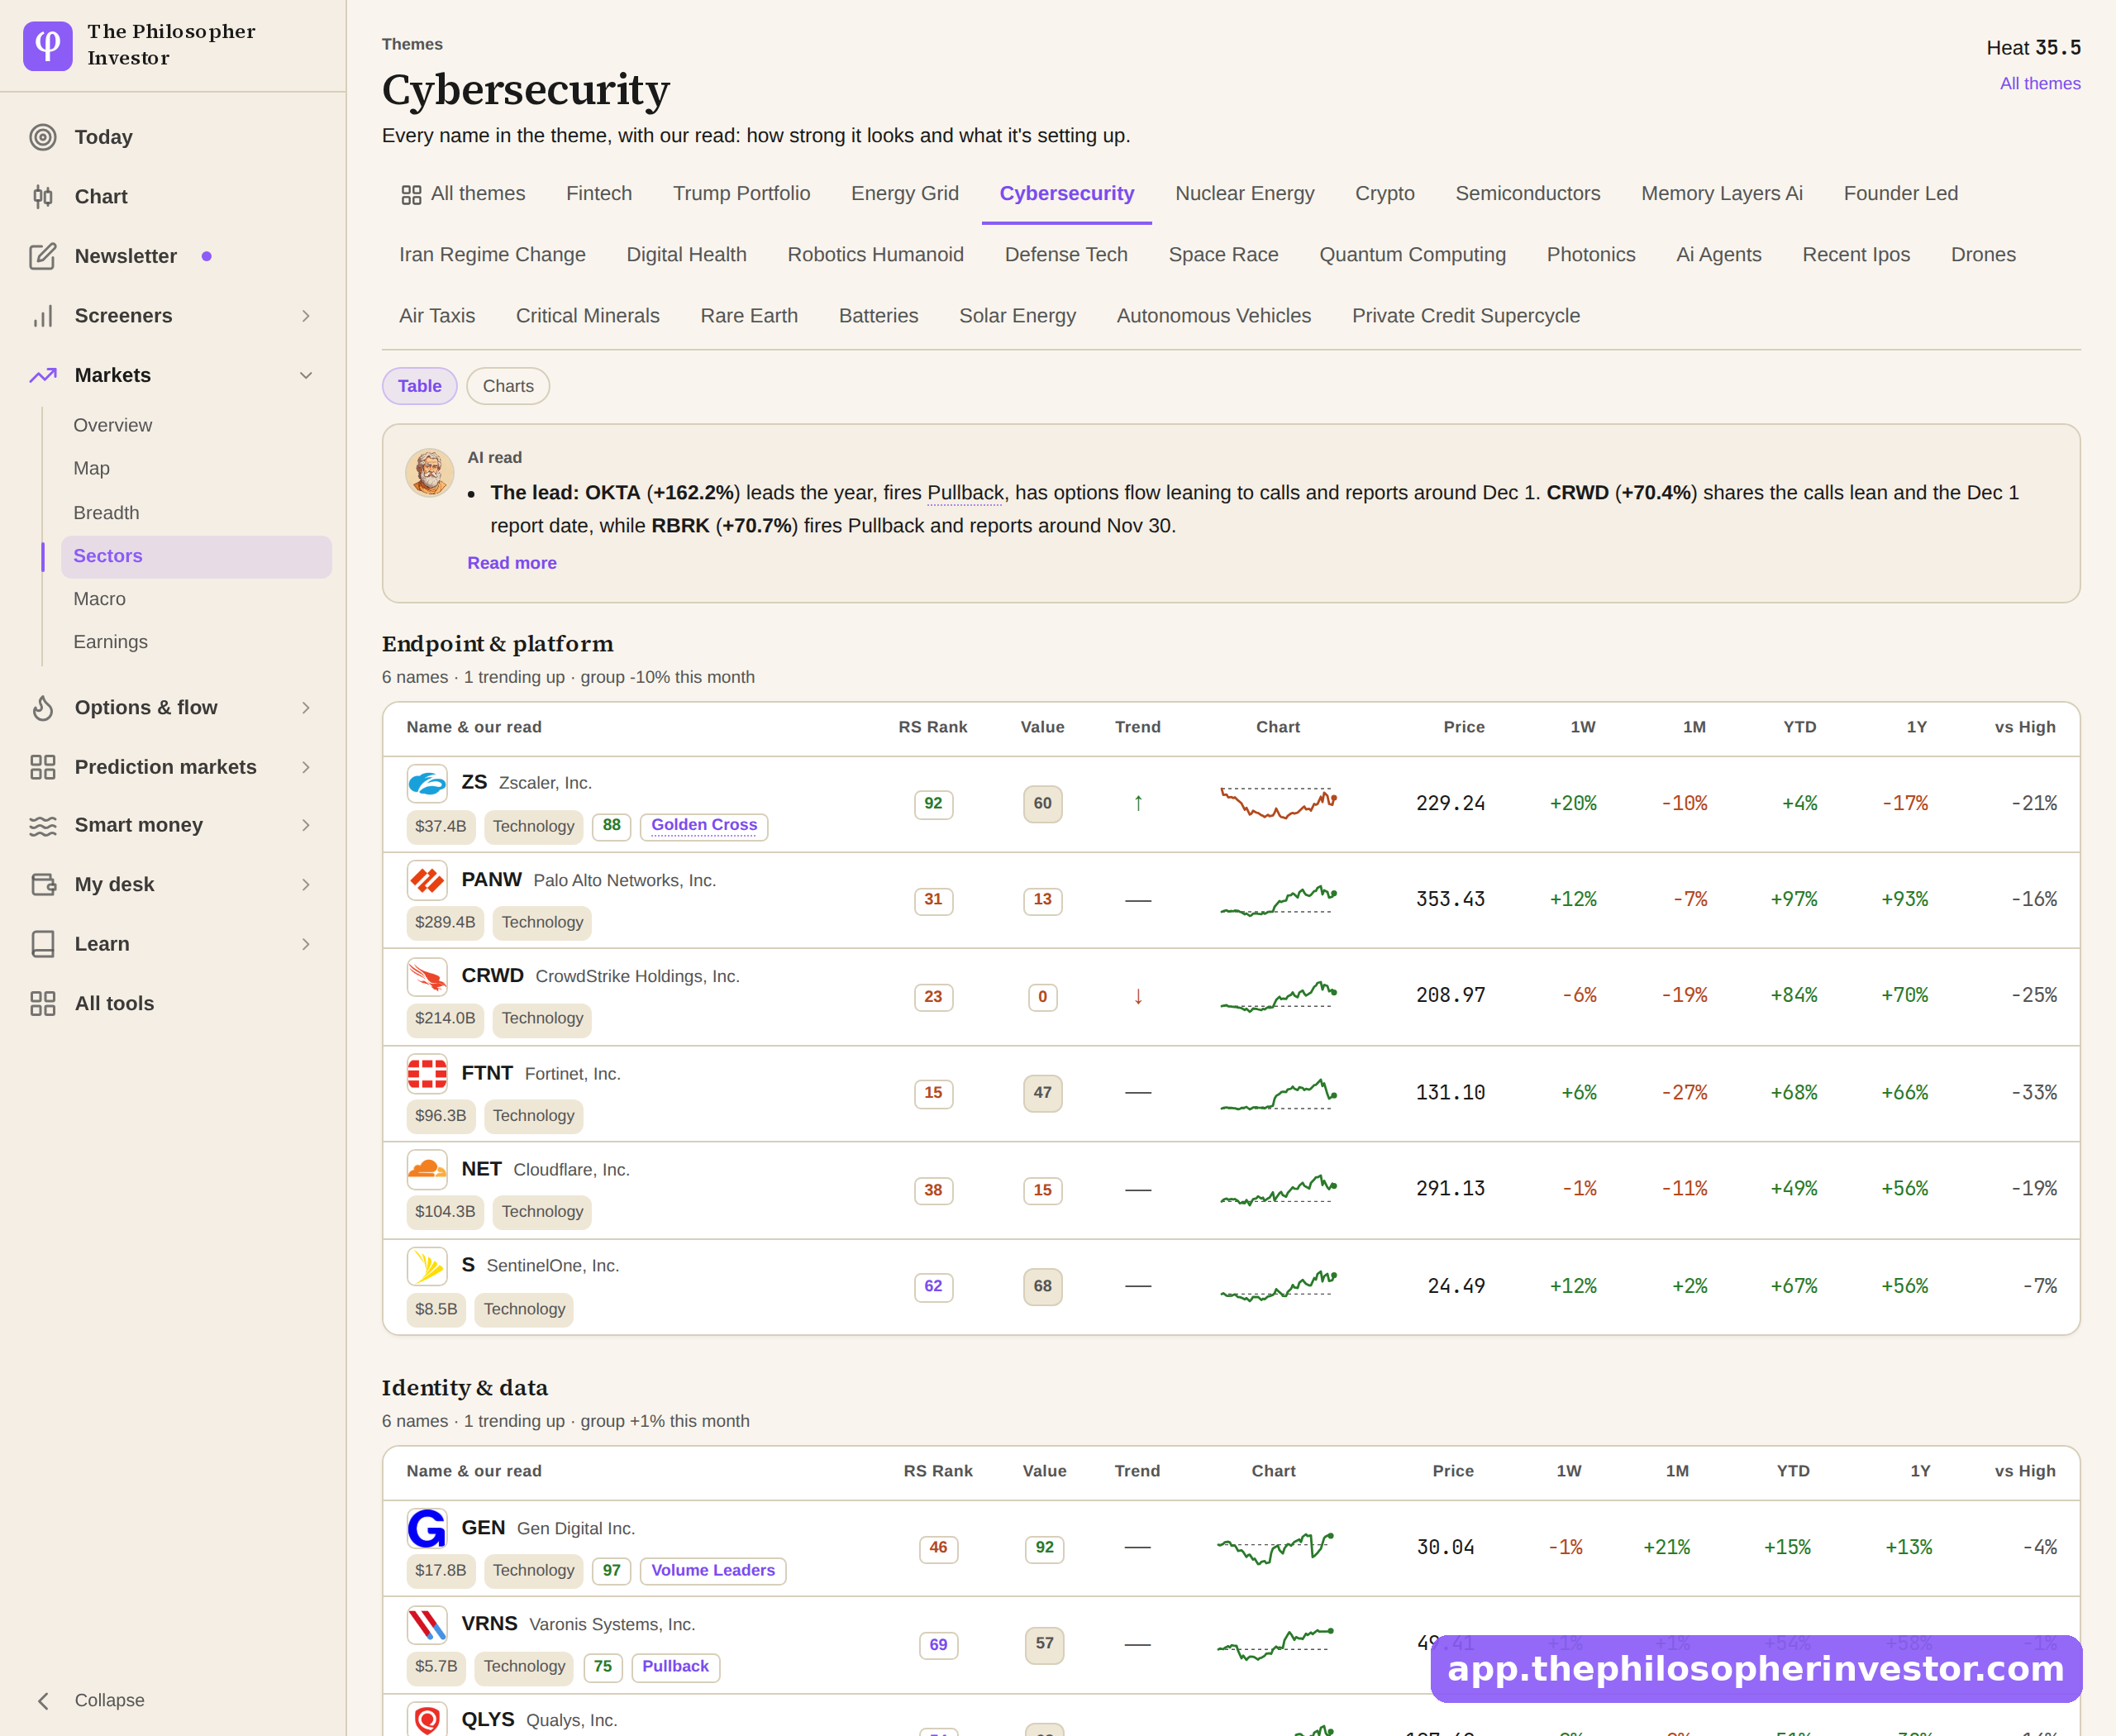 The Philosopher
Investor
Today
Chart
Newsletter
Screeners
Markets
Overview
Map
Breadth
Sectors
Macro
Earnings
Options & flow
Prediction markets
Smart money
My desk
Learn
All tools
Collapse
Themes
Heat 35.5
Cybersecurity
All themes
Every name in the theme, with our read: how strong it looks and what it's setting up.
All themes Fintech Trump Portfolio Energy Grid Cybersecurity Nuclear Energy Crypto Semiconductors Memory Layers Ai Founder Led
Iran Regime Change Digital Health Robotics Humanoid Defense Tech Space Race Quantum Computing Photonics Ai Agents Recent Ipos Drones
Air Taxis Critical Minerals Rare Earth Batteries Solar Energy Autonomous Vehicles Private Credit Supercycle
Table Charts
AI read
• The lead: OKTA (+162.2%) leads the year, fires Pullback, has options flow leaning to calls and reports around Dec 1. CRWD (+70.4%) shares the calls lean and the Dec 1
report date, while RBRK (+70.7%) fires Pullback and reports around Nov 30.
Read more
Endpoint & platform
6 names · 1 trending up · group -10% this month
Name & our read RS Rank Value Trend Chart Price 1W 1M YTD 1Y vs High
ZS Zscaler, Inc.
92 60 ↑ 229.24 +20% -10% +4% -17% -21%
$37.4B Technology 88 Golden Cross
PANW Palo Alto Networks, Inc.
31 13 — 353.43 +12% -7% +97% +93% -16%
$289.4B Technology
CRWD CrowdStrike Holdings, Inc.
23 0 ↓ 208.97 -6% -19% +84% +70% -25%
$214.0B Technology
FTNT Fortinet, Inc.
15 47 — 131.10 +6% -27% +68% +66% -33%
$96.3B Technology
NET Cloudflare, Inc.
38 15 — 291.13 -1% -11% +49% +56% -19%
$104.3B Technology
S SentinelOne, Inc.
62 68 — 24.49 +12% +2% +67% +56% -7%
$8.5B Technology
Identity & data
6 names · 1 trending up · group +1% this month
Name & our read RS Rank Value Trend Chart Price 1W 1M YTD 1Y vs High
GEN Gen Digital Inc.
46 92 — 30.04 -1% +21% +15% +13% -4%
$17.8B Technology 97 Volume Leaders
VRNS Varonis Systems, Inc.
69 57 — 49.41 +1% +1% +54% +58% -1%
$5.7B Technology 75 Pullback
app.thephilosopherinvestor.com
QLYS Qualys, Inc.